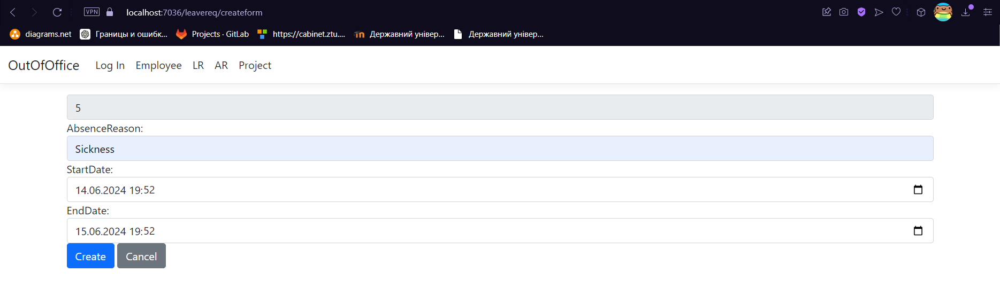 VPN localhost:7036/leavereq/createform
diagrams.net Границы и ошибк... Projects · GitLab https://cabinet.ztu.... Державний універ... Державний універ...
OutOfOffice Log In Employee LR AR Project
5
AbsenceReason:
Sickness
StartDate:
14.06.2024 19:52
EndDate:
15.06.2024 19:52
Create Cancel